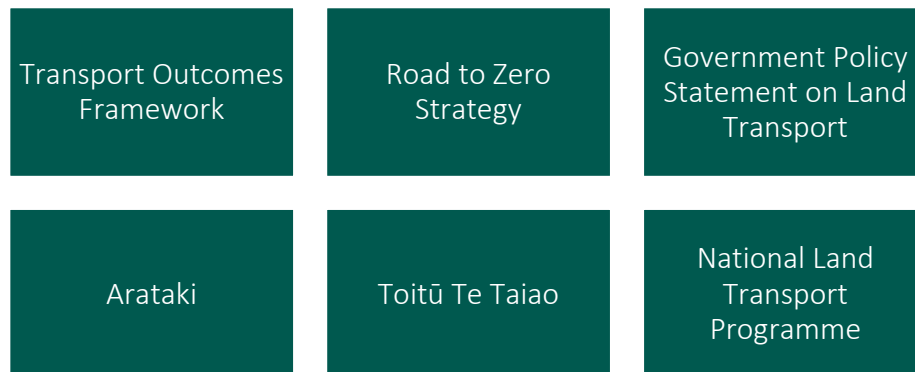 Transport Outcomes
Framework
Road to Zero
Strategy
Government Policy
Statement on Land
Transport
Arataki
Toitū Te Taiao
National Land
Transport
Programme